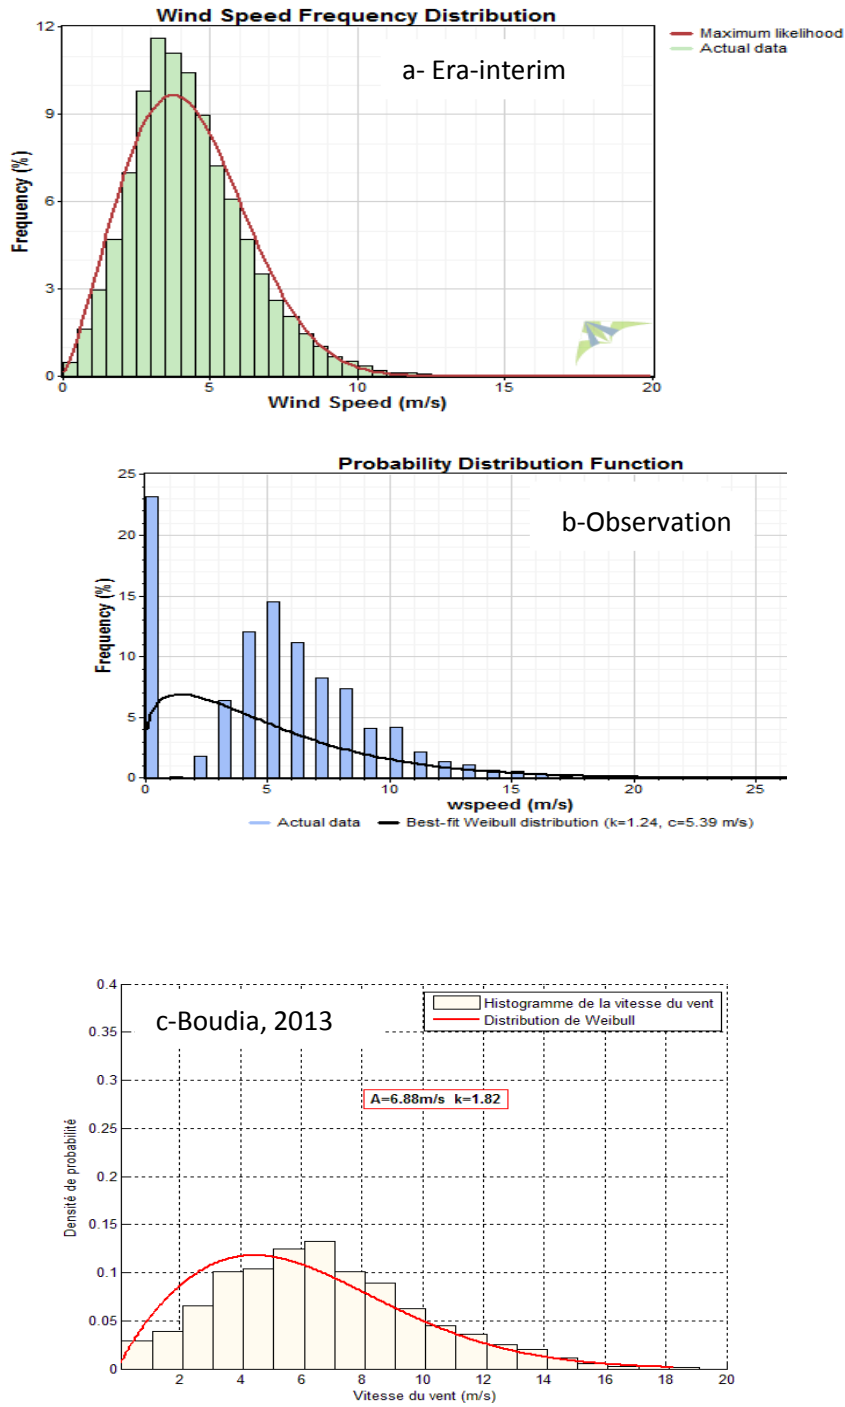 Wind Speed Frequency Distribution
12
9
6
3
0
Frequency (%)
a- Era-interim
Maximum likelihood
Actual data
0 5 10 15 20
Wind Speed (m/s)
Probability Distribution Function
25
20
15
10
5
0
Frequency (%)
b-Observation
0 5 10 15 20 25
wspeed (m/s)
Actual data Best-fit Weibull distribution (k=1.24, c=5.39 m/s)
0.4
0.35
0.3
0.25
0.2
0.15
0.1
0.05
0
Densité de probabilité
c-Boudia, 2013
Histogramme de la vitesse du vent
Distribution de Weibull
A=6.88m/s k=1.82
2 4 6 8 10 12 14 16 18 20
Vitesse du vent (m/s)